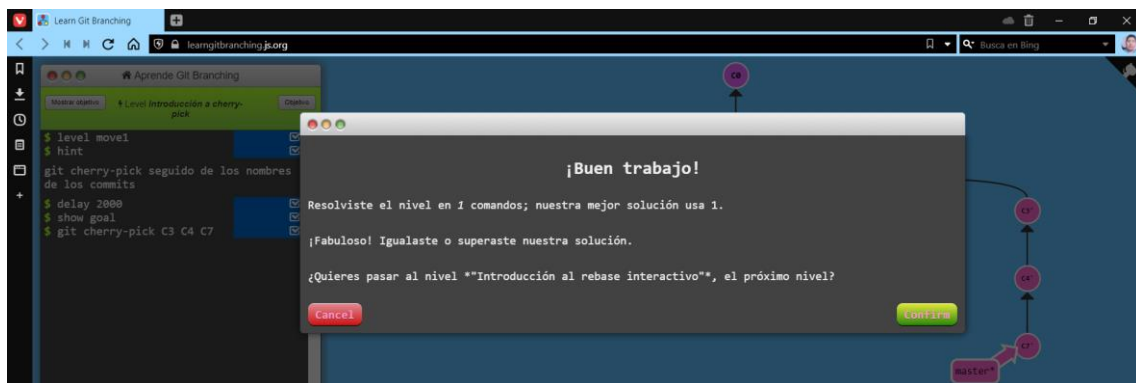 Learn Git Branching
learngitbranching.js.org
Busca en Bing
Aprende Git Branching
Mostrar objetivo
Level Introducción a cherry-
pick
Objetivo
$ level move1
$ hint
git cherry-pick seguido de los nombres
de los commits
$ delay 2000
$ show goal
$ git cherry-pick C3 C4 C7
C0
¡Buen trabajo!
Resolviste el nivel en 1 comandos; nuestra mejor solución usa 1.
¡Fabuloso! Igualaste o superaste nuestra solución.
¿Quieres pasar al nivel *"Introducción al rebase interactivo"*, el próximo nivel?
Cancel
Confirm
C3'
C4'
C7'
master*